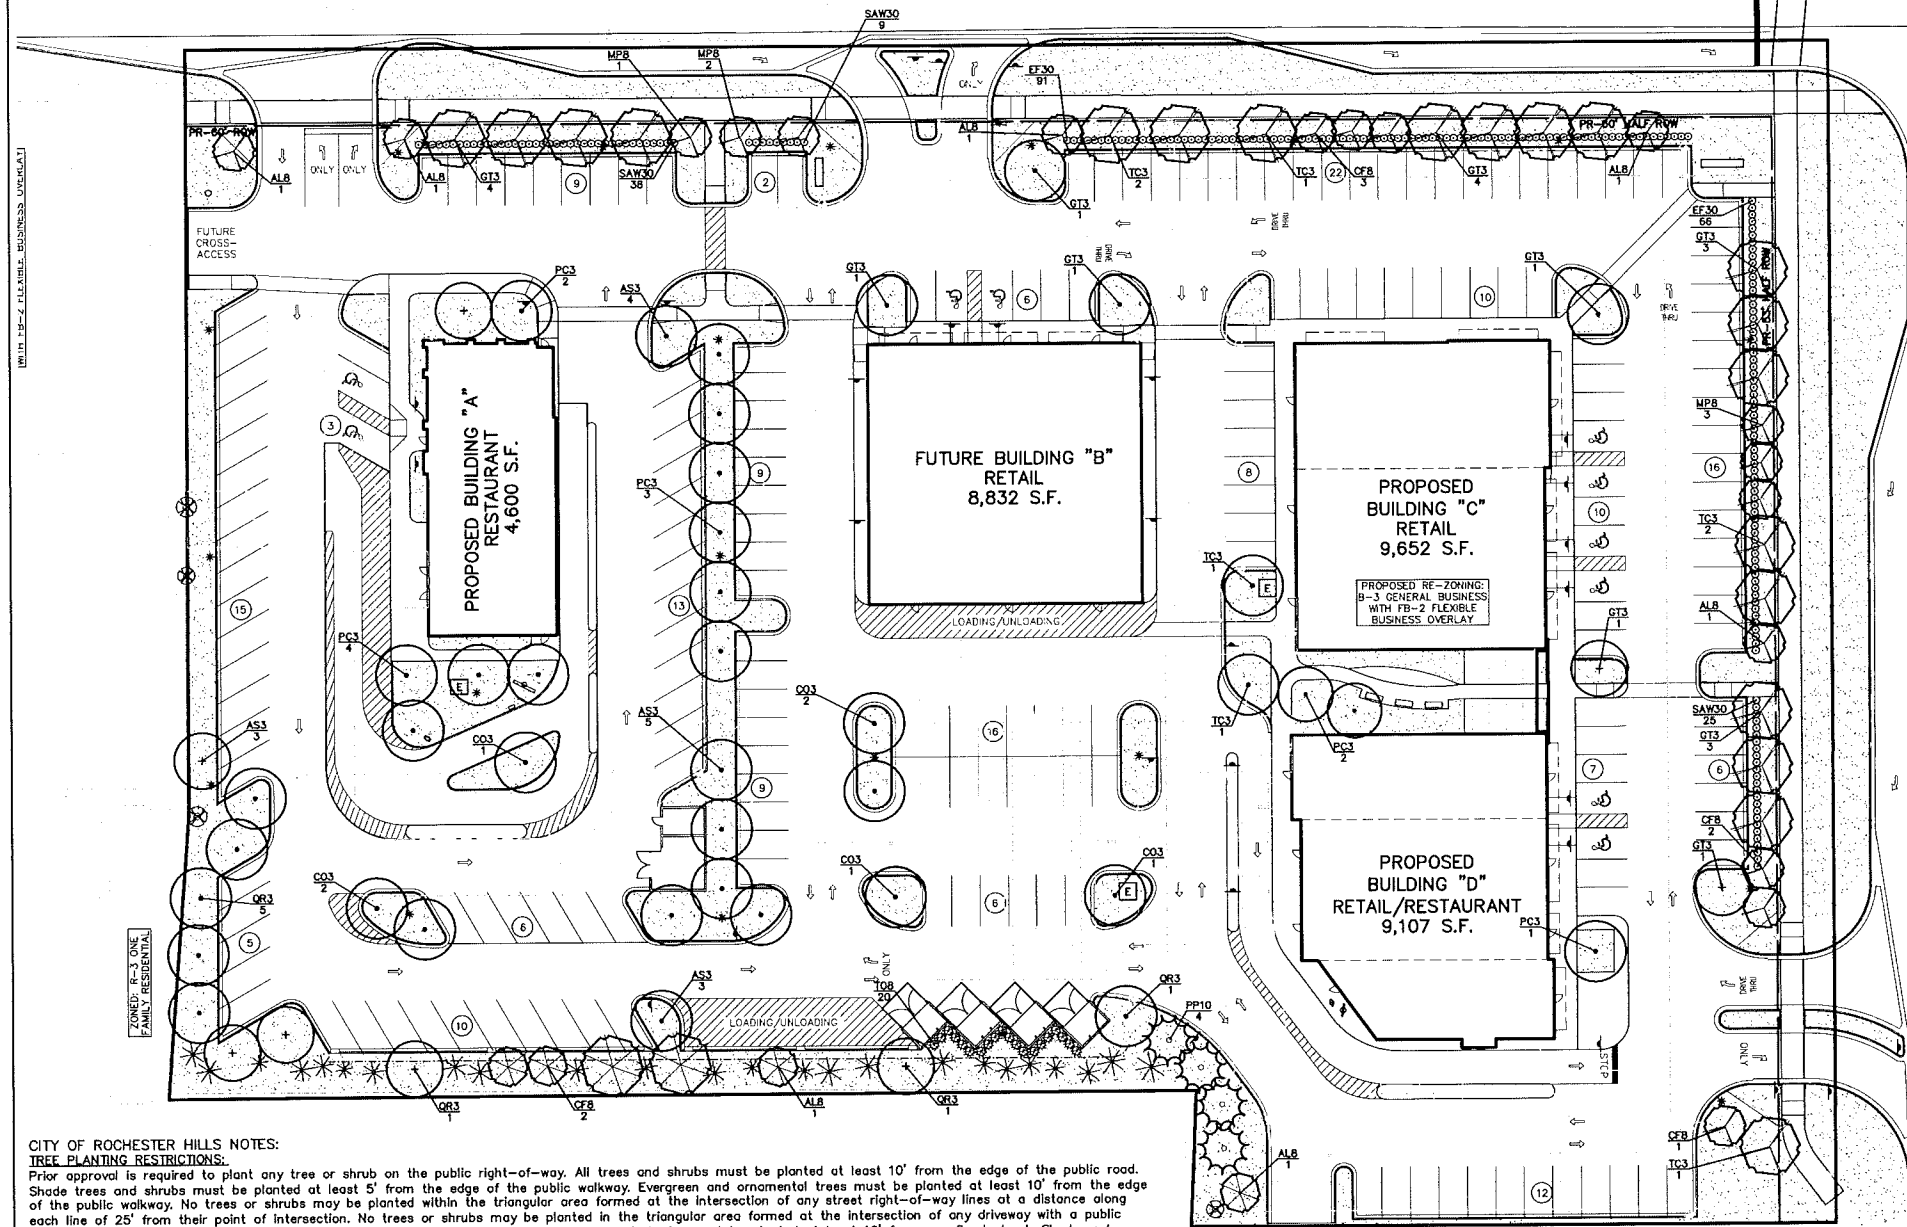 SAW30
9
MP8
1
MP8
2
EF30
91
ONLY
AL8
1
PR-60' ROW
PR-60' HALF ROW
AL8
1
ONLY ONLY
AL8
1
GT3
4
9
SAW30
38
2
TC3
2
TC3
1
22
CF8
3
GT3
4
AL8
1
GT3
1
WITH FB-2 FLEXIBLE BUSINESS OVERLAY
FUTURE
CROSS-
ACCESS
DRIVE
THRU
DRIVE
THRU
EF30
66
GT3
3
PC3
2
AS3
4
GT3
1
GT3
1
GT3
1
6
10
DRIVE
THRU
HALF ROW
MP8
3
3
PROPOSED BUILDING "A"
RESTAURANT
4,600 S.F.
PC3
3
9
FUTURE BUILDING "B"
RETAIL
8,832 S.F.
8
PROPOSED
BUILDING "C"
RETAIL
9,652 S.F.
10
16
TC3
2
TC3
1
E
PROPOSED RE-ZONING:
B-3 GENERAL BUSINESS
WITH FB-2 FLEXIBLE
BUSINESS OVERLAY
15
13
LOADING/UNLOADING
GT3
1
AL8
1
PC3
4
E
AS3
5
CO3
2
16
TC3
1
PC3
2
SAW30
25
GT3
3
AS3
3
CO3
1
9
7
6
CF8
2
GT3
1
CO3
2
CO3
1
CO3
1
E
6
6
PROPOSED
BUILDING "D"
RETAIL/RESTAURANT
9,107 S.F.
PC3
1
QR3
5
5
ZONED: R-3 ONE
FAMILY RESIDENTIAL
ONLY
AS3
3
TO8
20
QR3
1
PP10
4
DRIVE
THRU
10
LOADING/UNLOADING
ONLY
STOP
QR3
1
CF8
2
AL8
1
QR3
1
CF8
1
TC3
1
AL8
1
12
CITY OF ROCHESTER HILLS NOTES:
TREE PLANTING RESTRICTIONS:
Prior approval is required to plant any tree or shrub on the public right-of-way. All trees and shrubs must be planted at least 10' from the edge of the public road.
Shade trees and shrubs must be planted at least 5' from the edge of the public walkway. Evergreen and ornamental trees must be planted at least 10' from the edge
of the public walkway. No trees or shrubs may be planted within the triangular area formed at the intersection of any street right-of-way lines at a distance along
each line of 25' from their point of intersection. No trees or shrubs may be planted in the triangular area formed at the intersection of any driveway with a public